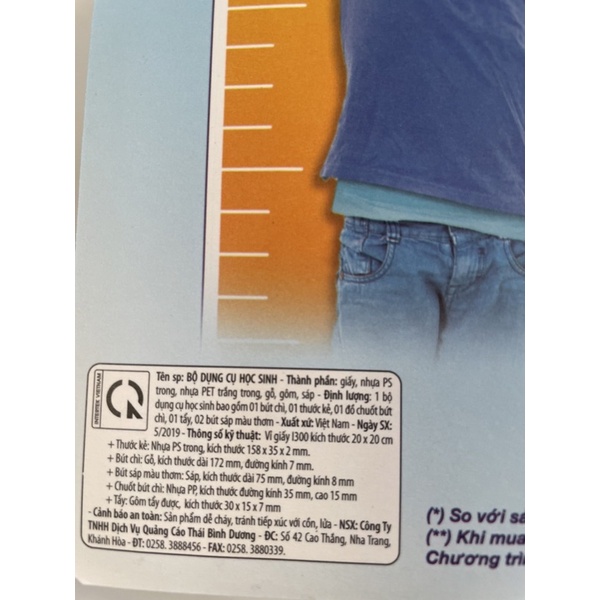 INTERTEK VIETNAM
Tên sp: BỘ DỤNG CỤ HỌC SINH - Thành phần: giấy, nhựa PS
trong, nhựa PET trắng trong, gỗ, gôm, sáp - Định lượng: 1 bộ
dụng cụ học sinh bao gồm 01 bút chì, 01 thước kẻ, 01 đồ chuốt bút
chì, 01 tẩy, 02 bút sáp màu thơm - Xuất xứ: Việt Nam - Ngày SX:
5/2019 - Thông số kỹ thuật: Vỉ giấy I300 kích thước 20 x 20 cm
+ Thước kẻ: Nhựa PS trong, kích thước 158 x 35 x 2 mm.
+ Bút chì: Gỗ, kích thước dài 172 mm, đường kính 7 mm.
+ Bút sáp màu thơm: Sáp, kích thước dài 75 mm, đường kính 8 mm
+ Chuốt bút chì: Nhựa PP, kích thước đường kính 35 mm, cao 15 mm
+ Tẩy: Gôm tẩy được, kích thước 30 x 15 x 7 mm
- Cảnh báo an toàn: Sản phẩm dễ cháy, tránh tiếp xúc với cồn, lửa - NSX: Công Ty
TNHH Dịch Vụ Quảng Cáo Thái Bình Dương - ĐC: Số 42 Cao Thắng, Nha Trang,
Khánh Hòa - ĐT: 0258. 3888456 - FAX: 0258. 3880339.
(*) So với
(**) Khi mua
Chương